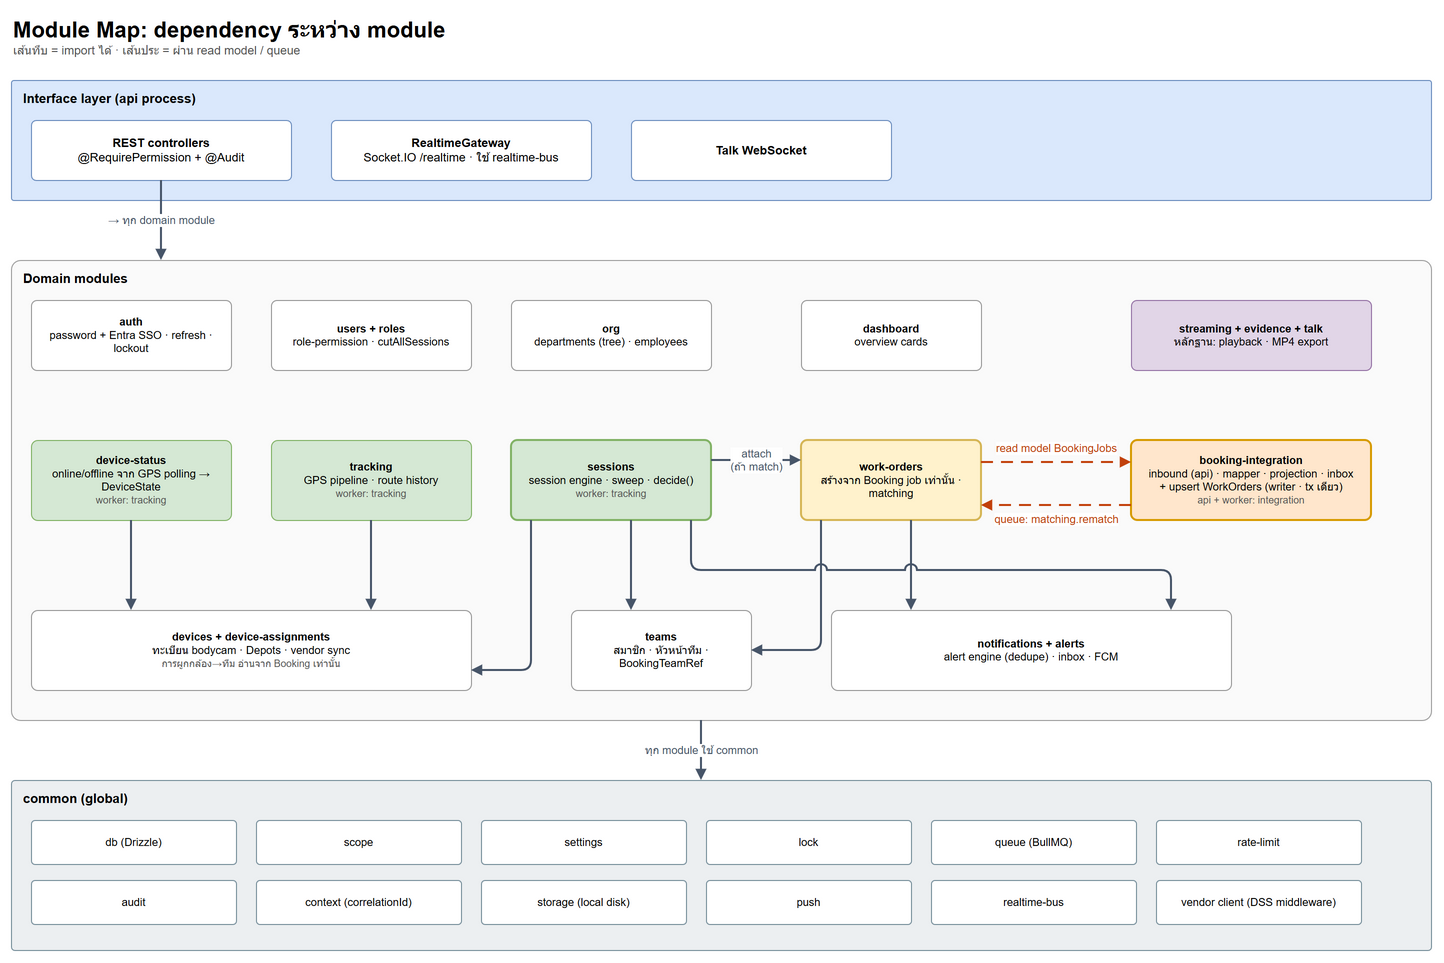 Module Map: dependency ระหว่าง module
เส้นทึบ = import ได้ · เส้นประ = ผ่าน read model / queue
Interface layer (api process)
REST controllers
@RequirePermission + @Audit
RealtimeGateway
Socket.IO /realtime · ใช้ realtime-bus
Talk WebSocket
→ ทุก domain module
Domain modules
auth
password + Entra SSO · refresh ·
lockout
users + roles
role-permission · cutAllSessions
org
departments (tree) · employees
dashboard
overview cards
streaming + evidence + talk
หลักฐาน: playback · MP4 export
device-status
online/offline จาก GPS polling →
DeviceState
worker: tracking
tracking
GPS pipeline · route history
worker: tracking
sessions
session engine · sweep · decide()
worker: tracking
attach
(ถ้า match)
work-orders
สร้างจาก Booking job เท่านั้น ·
matching
read model BookingJobs
queue: matching.rematch
booking-integration
inbound (api) · mapper · projection · inbox
+ upsert WorkOrders (writer · tx เดียว)
api + worker: integration
devices + device-assignments
ทะเบียน bodycam · Depots · vendor sync
การผูกกล้อง→ทีม อ่านจาก Booking เท่านั้น
teams
สมาชิก · หัวหน้าทีม ·
BookingTeamRef
notifications + alerts
alert engine (dedupe) · inbox · FCM
ทุก module ใช้ common
common (global)
db (Drizzle)
scope
settings
lock
queue (BullMQ)
rate-limit
audit
context (correlationId)
storage (local disk)
push
realtime-bus
vendor client (DSS middleware)